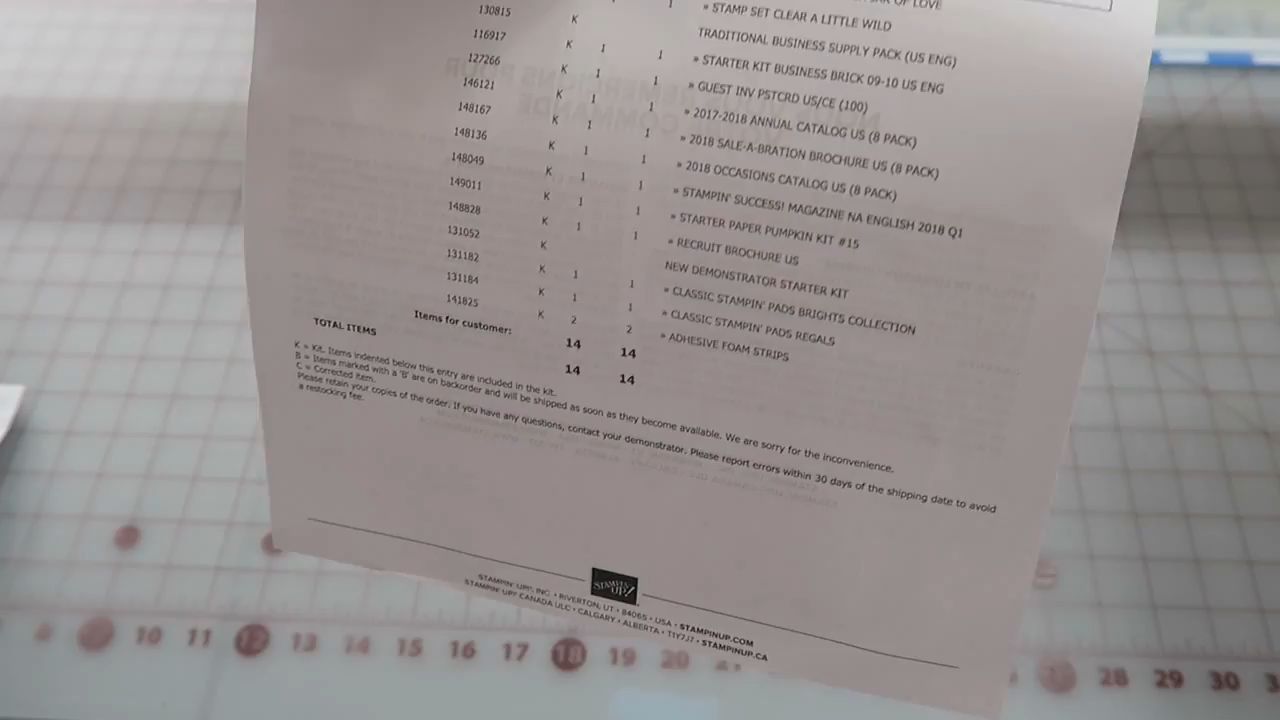 OF LOVE
1 » STAMP SET CLEAR A LITTLE WILD
130815 K TRADITIONAL BUSINESS SUPPLY PACK (US ENG)
116917 K 1 1 » STARTER KIT BUSINESS BRICK 09-10 US ENG
127266 K 1 1 » GUEST INV PSTCRD US/CE (100)
146121 K 1 1 » 2017-2018 ANNUAL CATALOG US (8 PACK)
148167 K 1 1 » 2018 SALE-A-BRATION BROCHURE US (8 PACK)
148136 K 1 1 » 2018 OCCASIONS CATALOG US (8 PACK)
148049 K 1 1 » STAMPIN' SUCCESS! MAGAZINE NA ENGLISH 2018 Q1
149011 K 1 1 » STARTER PAPER PUMPKIN KIT #15
148828 K 1 1 » RECRUIT BROCHURE US
131052 K NEW DEMONSTRATOR STARTER KIT
131182 K 1 1 » CLASSIC STAMPIN' PADS BRIGHTS COLLECTION
131184 K 1 1 » CLASSIC STAMPIN' PADS REGALS
141825 K 2 2 » ADHESIVE FOAM STRIPS
Items for customer: 14 14
TOTAL ITEMS 14 14
K = Kit. Items indented below this entry are included in the kit.
B = Items marked with a 'B' are on backorder and will be shipped as soon as they become available. We are sorry for the inconvenience.
C = Corrected item.
Please retain your copies of the order. If you have any questions, contact your demonstrator. Please report errors within 30 days of the shipping date to avoid
a restocking fee.
STAMPIN' UP!
STAMPIN' UP!, INC. • RIVERTON, UT • 84065 • USA • STAMPINUP.COM
STAMPIN' UP! CANADA ULC • CALGARY • ALBERTA • T1Y7J7 • STAMPINUP.CA
10 11 12 13 14 15 16 17 18 19 20 28 29 30